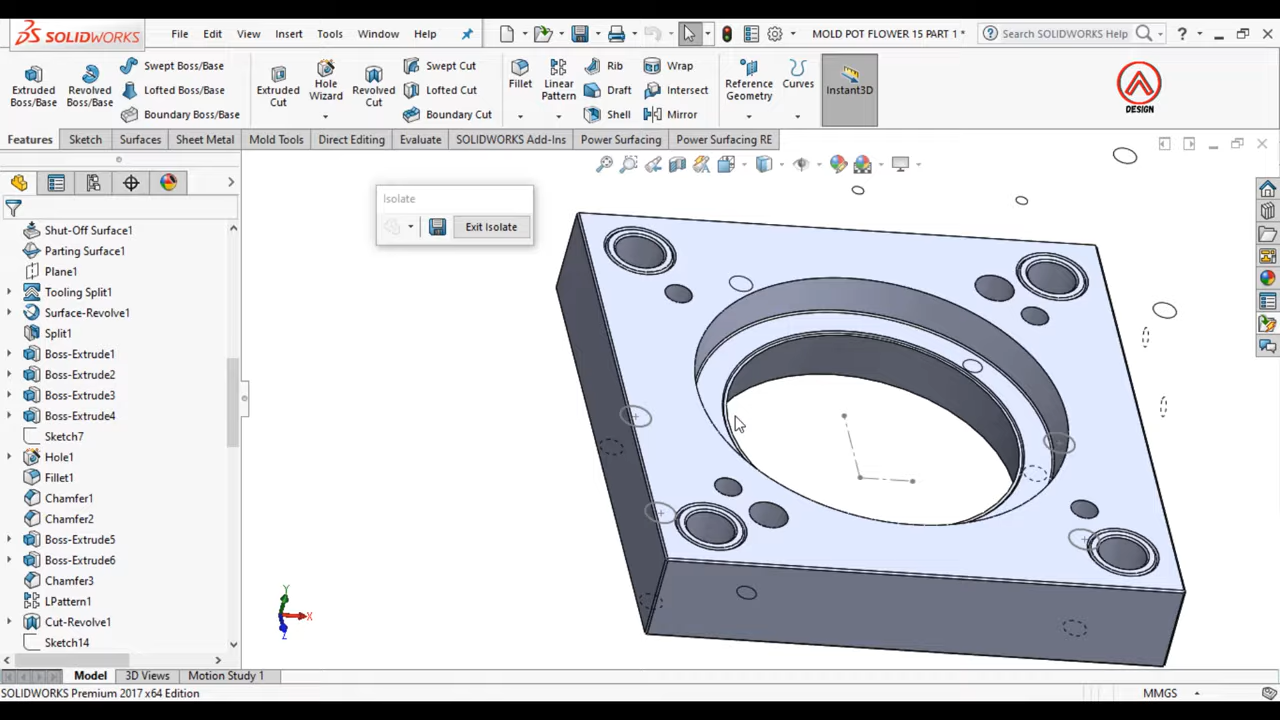 SOLIDWORKS File Edit View Insert Tools Window Help MOLD POT FLOWER 15 PART 1 * Search SOLIDWORKS Help ?
Extruded Boss/Base
Revolved Boss/Base
Swept Boss/Base
Lofted Boss/Base
Boundary Boss/Base
Extruded Cut
Hole Wizard
Revolved Cut
Swept Cut
Lofted Cut
Boundary Cut
Fillet
Linear Pattern
Rib
Draft
Shell
Wrap
Intersect
Mirror
Reference Geometry
Curves
Instant3D
DESIGN
Features Sketch Surfaces Sheet Metal Mold Tools Direct Editing Evaluate SOLIDWORKS Add-Ins Power Surfacing Power Surfacing RE
Isolate
Exit Isolate
Shut-Off Surface1
Parting Surface1
Plane1
Tooling Split1
Surface-Revolve1
Split1
Boss-Extrude1
Boss-Extrude2
Boss-Extrude3
Boss-Extrude4
Sketch7
Hole1
Fillet1
Chamfer1
Chamfer2
Boss-Extrude5
Boss-Extrude6
Chamfer3
LPattern1
Cut-Revolve1
Sketch14
Y
X
Z
Model 3D Views Motion Study 1
SOLIDWORKS Premium 2017 x64 Edition MMGS